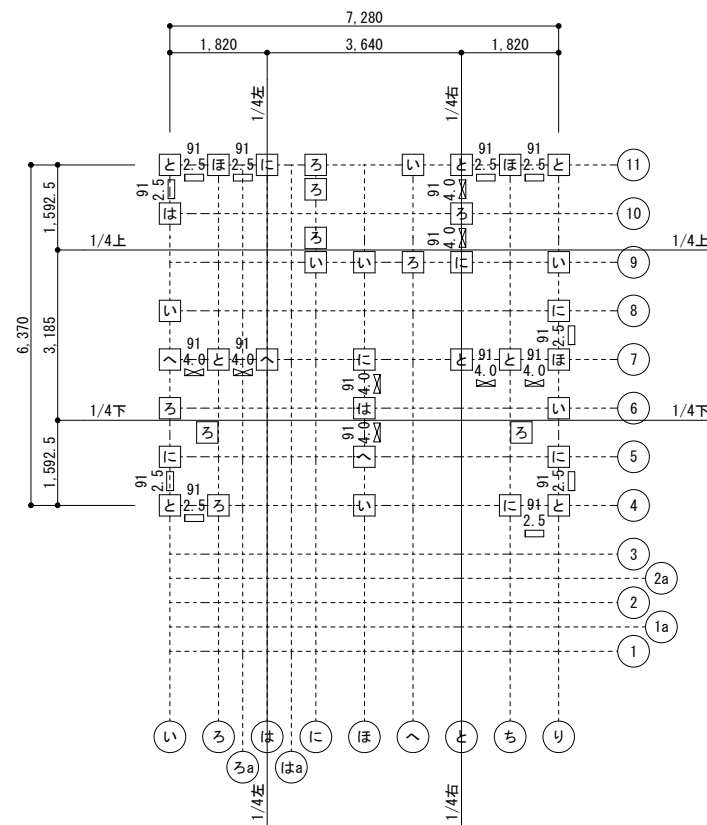 7,280
1,820 3,640 1,820
1/4左 1/4右
91 91 91 91
と 2.5 ほ 2.5 に ろ い と 2.5 ほ 2.5 と 11
91 2.5 ろ 91 4.0
は ろ 10
1,592.5
ろ 91 4.0
1/4上 1/4上
い い ろ に い 9
い に 8
6,370
3,185
91 2.5
91 91 91 91
へ 4.0 と 4.0 へ に と 4.0 と 4.0 ほ 7
91 4.0
ろ は い 6
1/4下 1/4下
ろ 91 4.0 ろ
に へ に 5
1,592.5
91 2.5 91 2.5
91 91
と 2.5 ろ い に 2.5 と 4
3
2a
2
1a
1
い ろ は に ほ へ と ち り
ろa はa
1/4左 1/4右